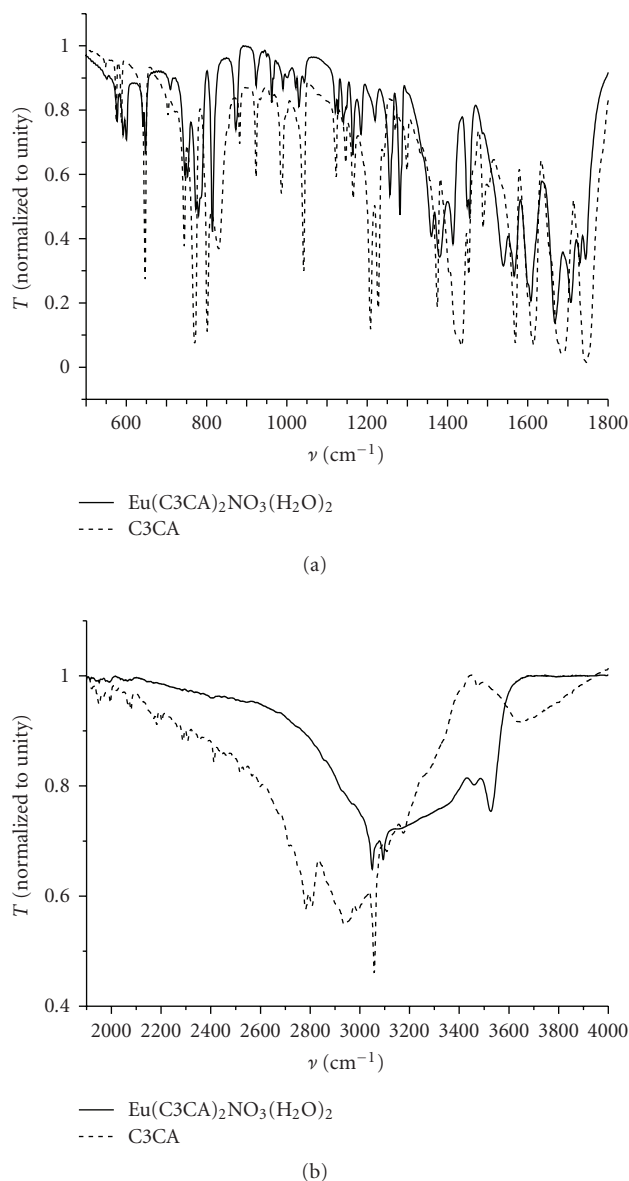 1
0.8
0.6
0.4
0.2
0
T (normalized to unity)
600 800 1000 1200 1400 1600 1800
ν (cm⁻¹)
Eu(C3CA)₂NO₃(H₂O)₂
C3CA
(a)
1
0.8
0.6
0.4
T (normalized to unity)
2000 2200 2400 2600 2800 3000 3200 3400 3600 3800 4000
ν (cm⁻¹)
Eu(C3CA)₂NO₃(H₂O)₂
C3CA
(b)